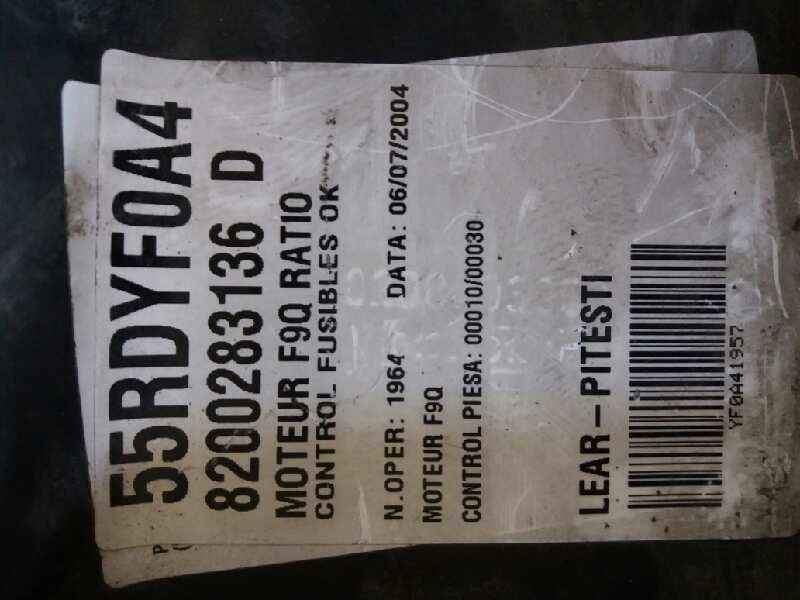 55RDYF0A4
8200283136 D
MOTEUR F9Q RATIO
CONTROL FUSIBLES OK
N.OPER: 1964 DATA: 06/07/2004
MOTEUR F9Q
CONTROL PIESA: 00010/00030
LEAR-PITESTI
YF0A41957